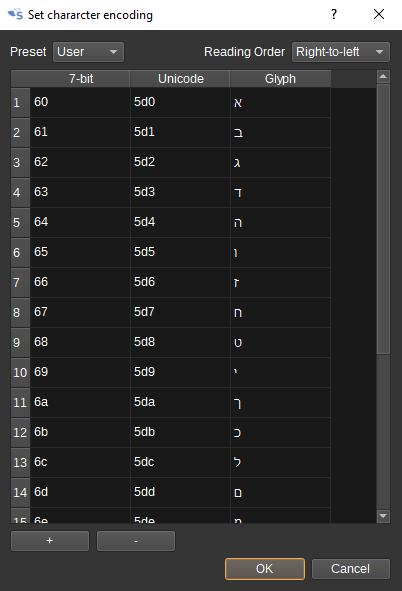 Set chararcter encoding
Preset User Reading Order Right-to-left
7-bit Unicode Glyph
1 60 5d0 א
2 61 5d1 ב
3 62 5d2 ג
4 63 5d3 ד
5 64 5d4 ה
6 65 5d5 ו
7 66 5d6 ז
8 67 5d7 ח
9 68 5d8 ט
10 69 5d9 י
11 6a 5da ך
12 6b 5db כ
13 6c 5dc ל
14 6d 5dd ם
15 6e 5de מ
+ -
OK Cancel